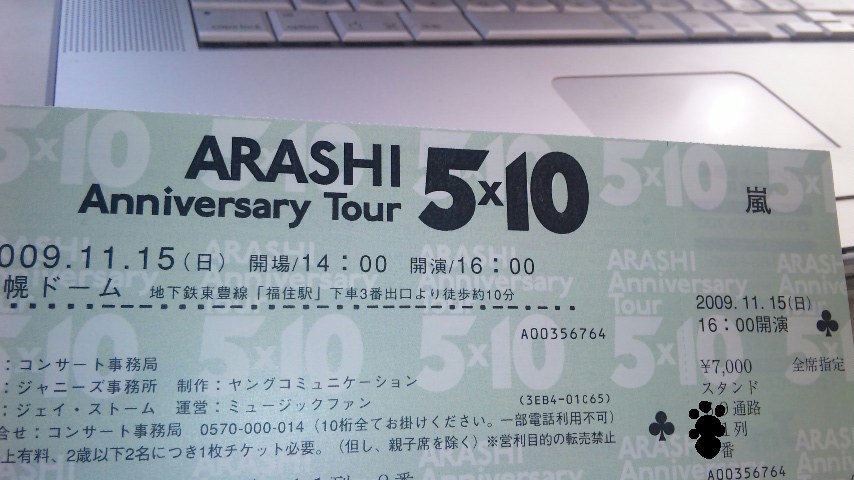 ARASHI
Anniversary Tour 5×10
嵐
009.11.15(日) 開場/14：00 開演/16：00
幌ドーム 地下鉄東豊線「福住駅」下車3番出口より徒歩約10分
2009.11.15(日)
16：00開演
A00356764
：コンサート事務局
：ジャニーズ事務所 制作：ヤングコミュニケーション
：ジェイ・ストーム 運営：ミュージックファン
(3EB4-01C65)
合せ：コンサート事務局 0570-000-014（10桁全てお掛けください。一部電話利用不可）
上有料、2歳以下2名につき1枚チケット必要。（但し、親子席を除く）※営利目的の転売禁止
¥7,000 全席指定
スタンド
通路
列
番
A00356764